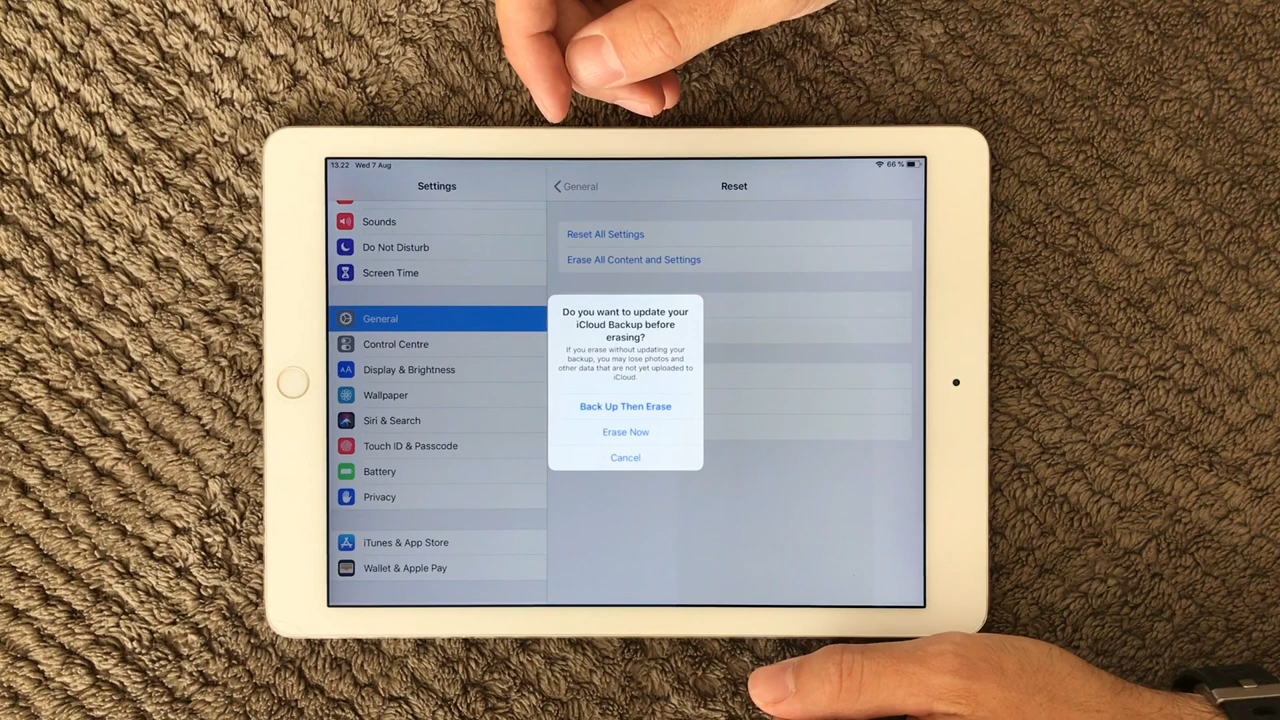 13.22 Wed 7 Aug
66 %
Settings
Sounds
Do Not Disturb
Screen Time
General
Control Centre
Display & Brightness
Wallpaper
Siri & Search
Touch ID & Passcode
Battery
Privacy
iTunes & App Store
Wallet & Apple Pay
General
Reset
Reset All Settings
Erase All Content and Settings
Do you want to update your
iCloud Backup before
erasing?
If you erase without updating your
backup, you may lose photos and
other data that are not yet uploaded to
iCloud.
Back Up Then Erase
Erase Now
Cancel